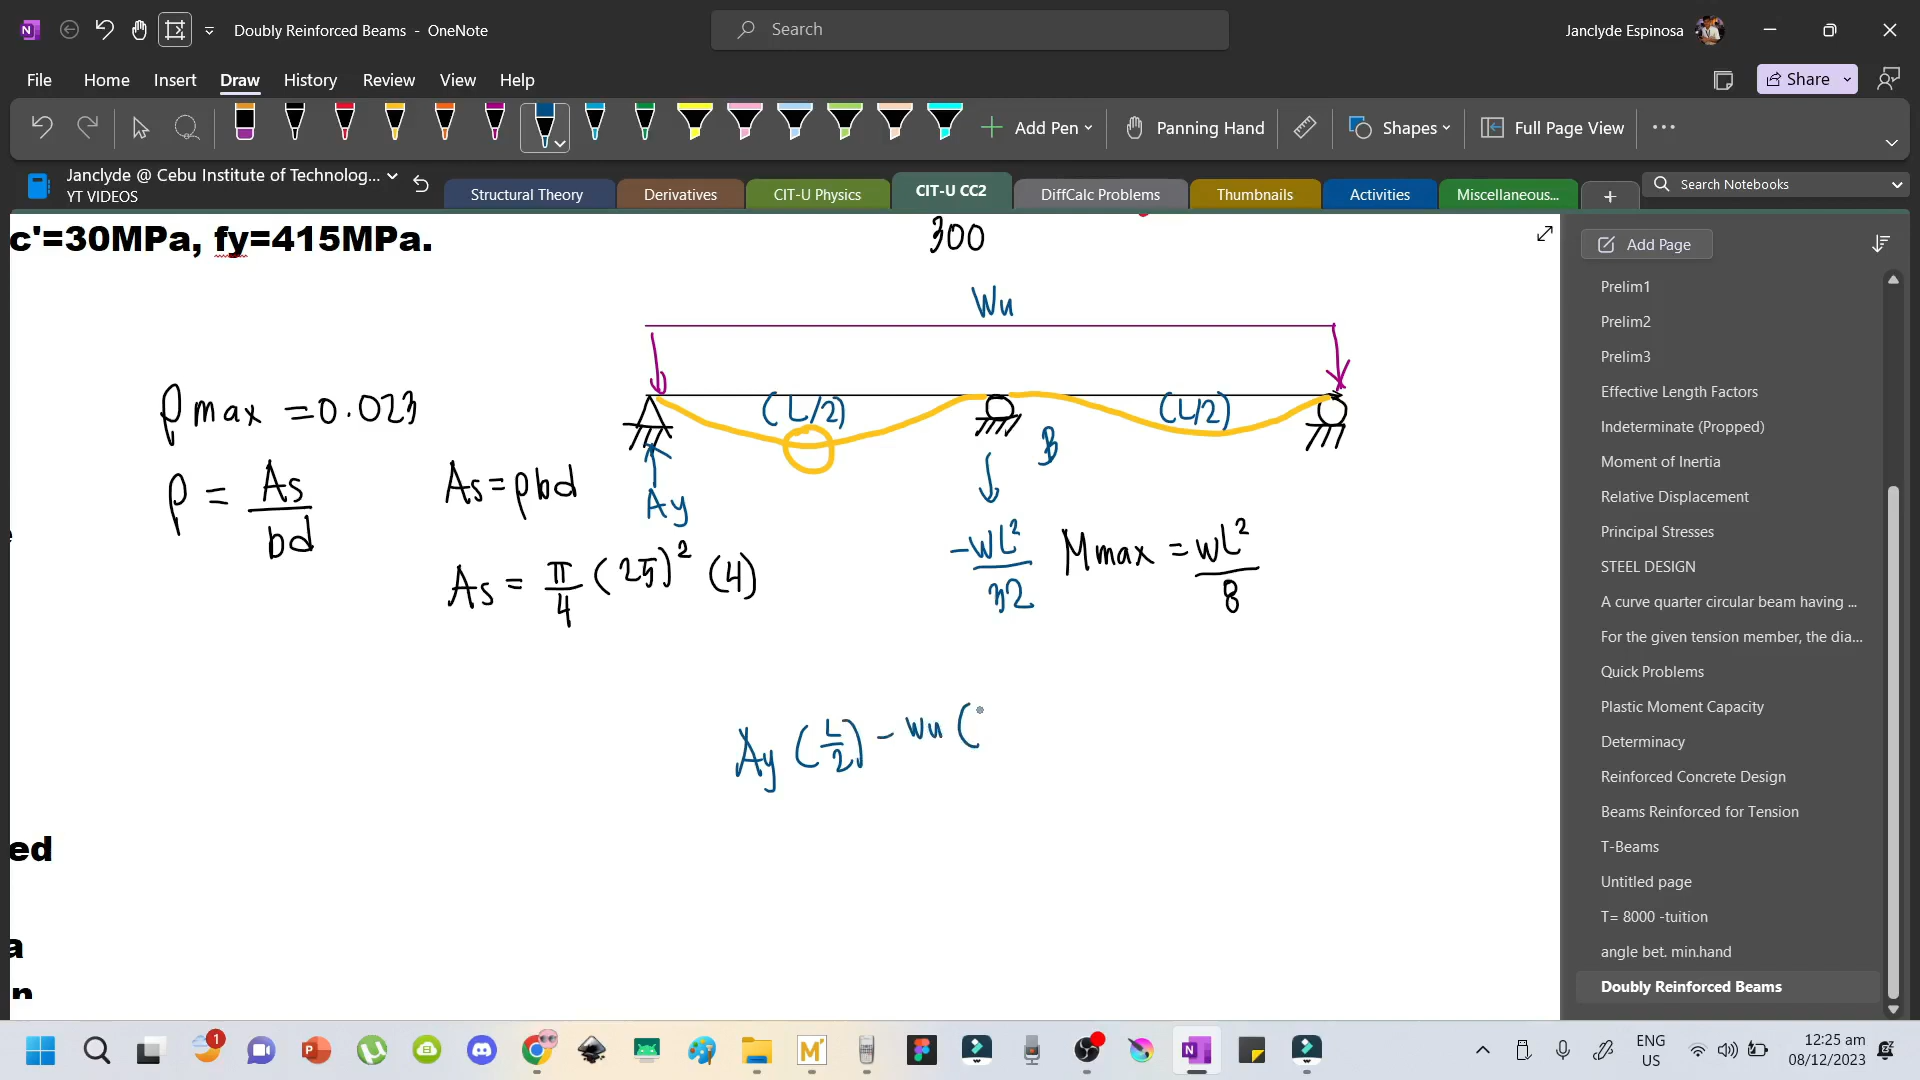 Doubly Reinforced Beams - OneNote
Search
Janclyde Espinosa
File Home Insert Draw History Review View Help
Share
Add Pen
Panning Hand
Shapes
Full Page View
Janclyde @ Cebu Institute of Technolog...
YT VIDEOS
Structural Theory
Derivatives
CIT-U Physics
CIT-U CC2
DiffCalc Problems
Thumbnails
Activities
Miscellaneous...
Search Notebooks
c'=30MPa, fy=415MPa.
300
Wu
(L/2)
(L/2)
B
Ay
ρmax = 0.023
ρ = As/bd
As = ρbd
As = π/4 (25)² (4)
-WL²/32
Mmax = WL²/8
Ay (L/2) - Wu (
ed
a
n
Add Page
Prelim1
Prelim2
Prelim3
Effective Length Factors
Indeterminate (Propped)
Moment of Inertia
Relative Displacement
Principal Stresses
STEEL DESIGN
A curve quarter circular beam having ...
For the given tension member, the dia...
Quick Problems
Plastic Moment Capacity
Determinacy
Reinforced Concrete Design
Beams Reinforced for Tension
T-Beams
Untitled page
T= 8000 -tuition
angle bet. min.hand
Doubly Reinforced Beams
1
ENG
US
12:25 am
08/12/2023